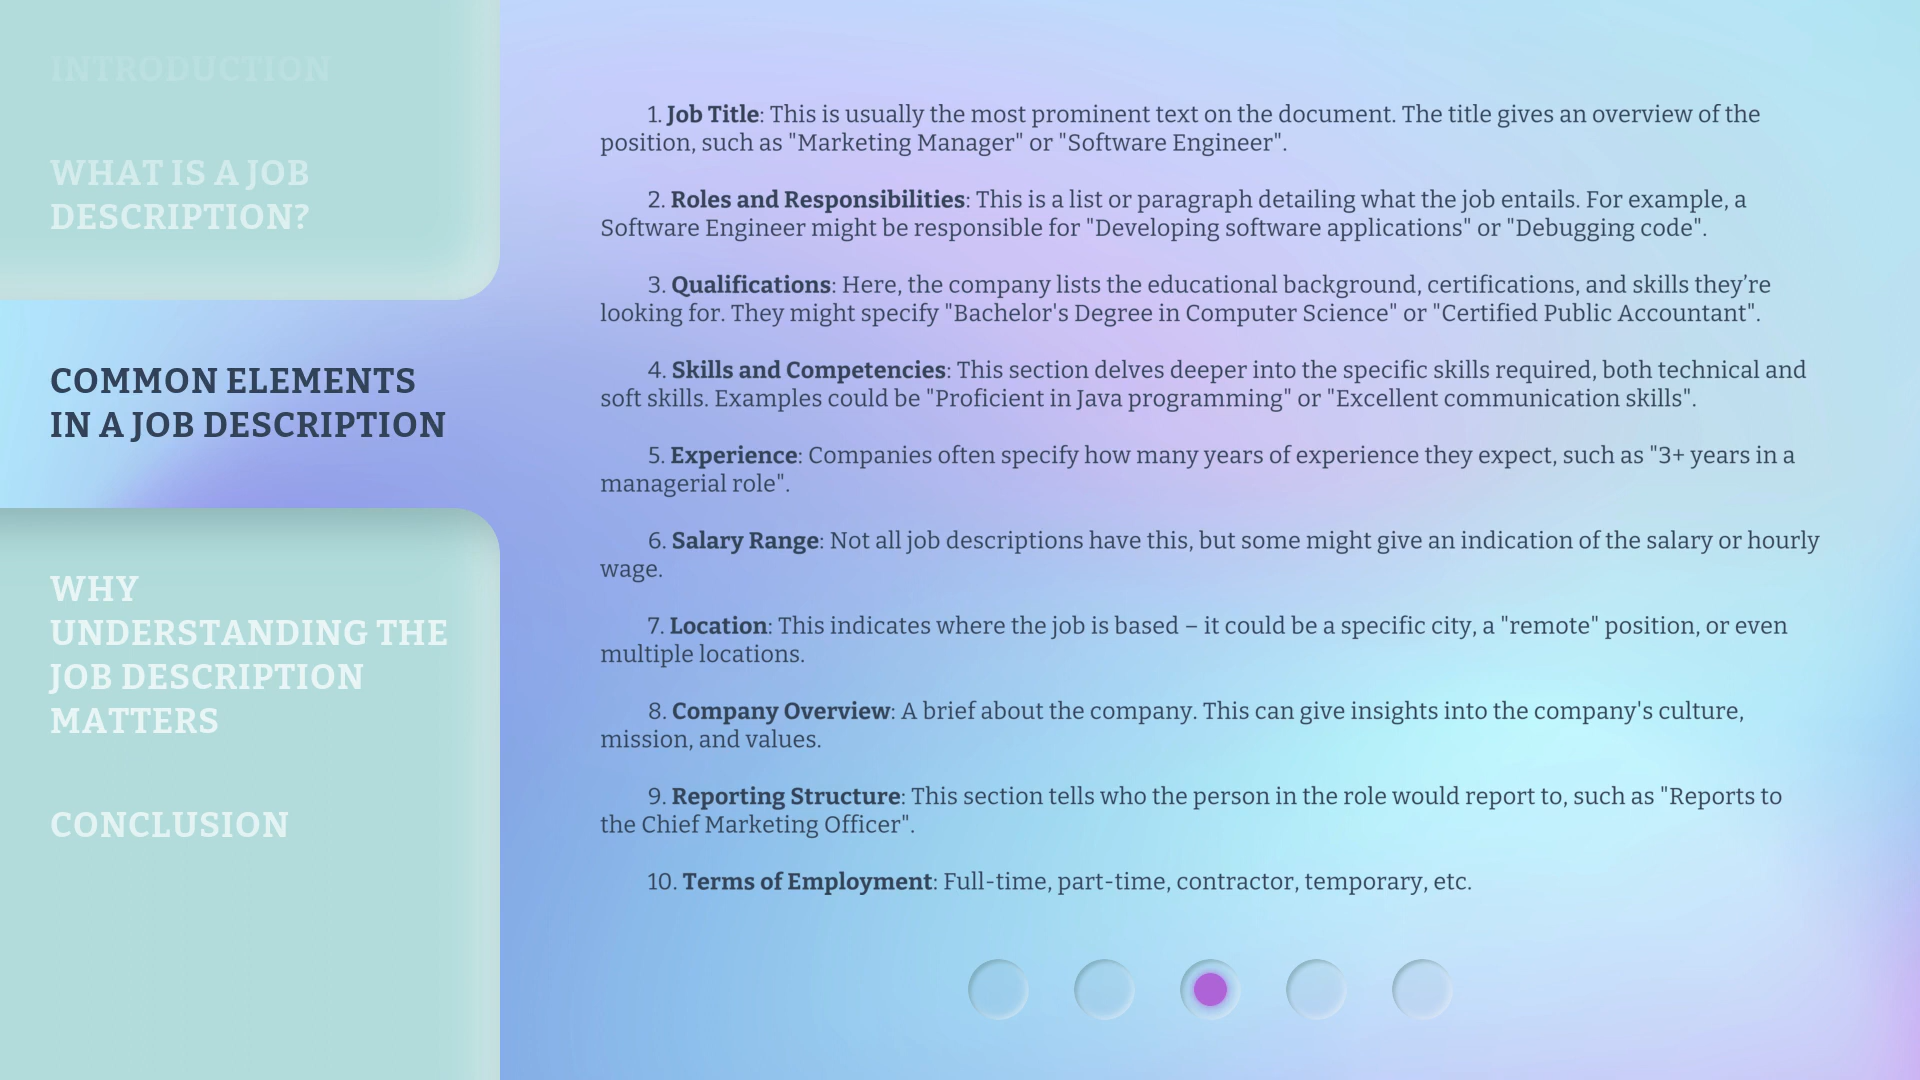 INTRODUCTION
WHAT IS A JOB
DESCRIPTION?
COMMON ELEMENTS
IN A JOB DESCRIPTION
WHY
UNDERSTANDING THE
JOB DESCRIPTION
MATTERS
CONCLUSION
1. Job Title: This is usually the most prominent text on the document. The title gives an overview of the
position, such as "Marketing Manager" or "Software Engineer".
2. Roles and Responsibilities: This is a list or paragraph detailing what the job entails. For example, a
Software Engineer might be responsible for "Developing software applications" or "Debugging code".
3. Qualifications: Here, the company lists the educational background, certifications, and skills they’re
looking for. They might specify "Bachelor's Degree in Computer Science" or "Certified Public Accountant".
4. Skills and Competencies: This section delves deeper into the specific skills required, both technical and
soft skills. Examples could be "Proficient in Java programming" or "Excellent communication skills".
5. Experience: Companies often specify how many years of experience they expect, such as "3+ years in a
managerial role".
6. Salary Range: Not all job descriptions have this, but some might give an indication of the salary or hourly
wage.
7. Location: This indicates where the job is based – it could be a specific city, a "remote" position, or even
multiple locations.
8. Company Overview: A brief about the company. This can give insights into the company's culture,
mission, and values.
9. Reporting Structure: This section tells who the person in the role would report to, such as "Reports to
the Chief Marketing Officer".
10. Terms of Employment: Full-time, part-time, contractor, temporary, etc.